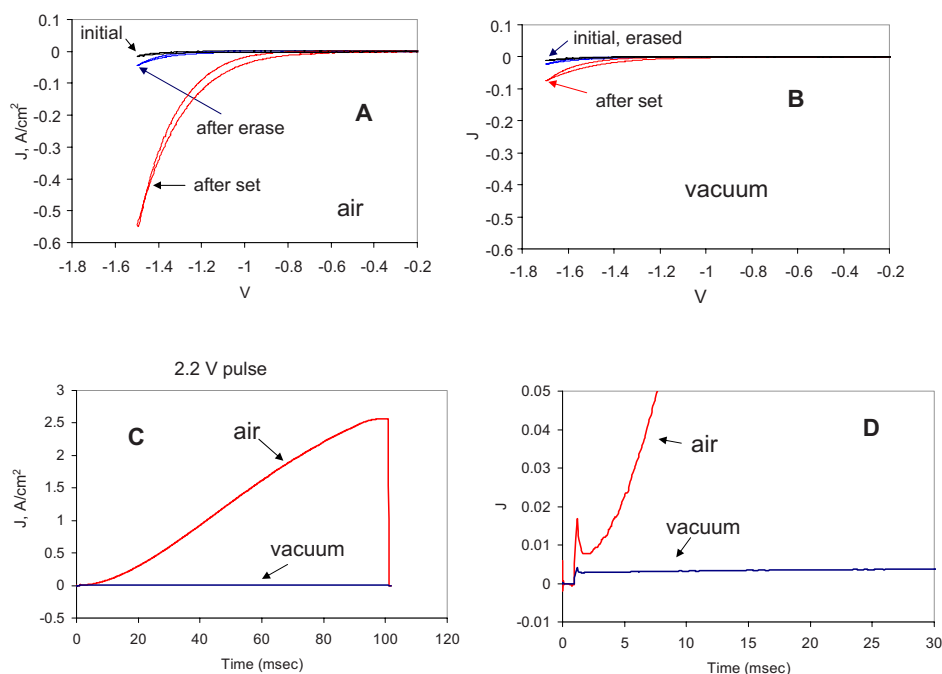 0.1
0
-0.1
-0.2
-0.3
-0.4
-0.5
-0.6
J, A/cm²
initial
after erase
after set
A
air
-1.8 -1.6 -1.4 -1.2 -1 -0.8 -0.6 -0.4 -0.2
V
0.1
0
-0.1
-0.2
-0.3
-0.4
-0.5
-0.6
J
initial, erased
after set
B
vacuum
-1.8 -1.6 -1.4 -1.2 -1 -0.8 -0.6 -0.4 -0.2
V
2.2 V pulse
3
2.5
2
1.5
1
0.5
0
-0.5
J, A/cm²
C
air
vacuum
0 20 40 60 80 100 120
Time (msec)
0.05
0.04
0.03
0.02
0.01
0
-0.01
J
D
air
vacuum
0 5 10 15 20 25 30
Time (msec)